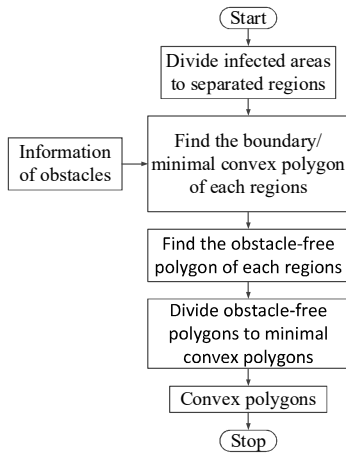 Start
Divide infected areas
to separated regions
Information
of obstacles
Find the boundary/
minimal convex polygon
of each regions
Find the obstacle-free
polygon of each regions
Divide obstacle-free
polygons to minimal
convex polygons
Convex polygons
Stop